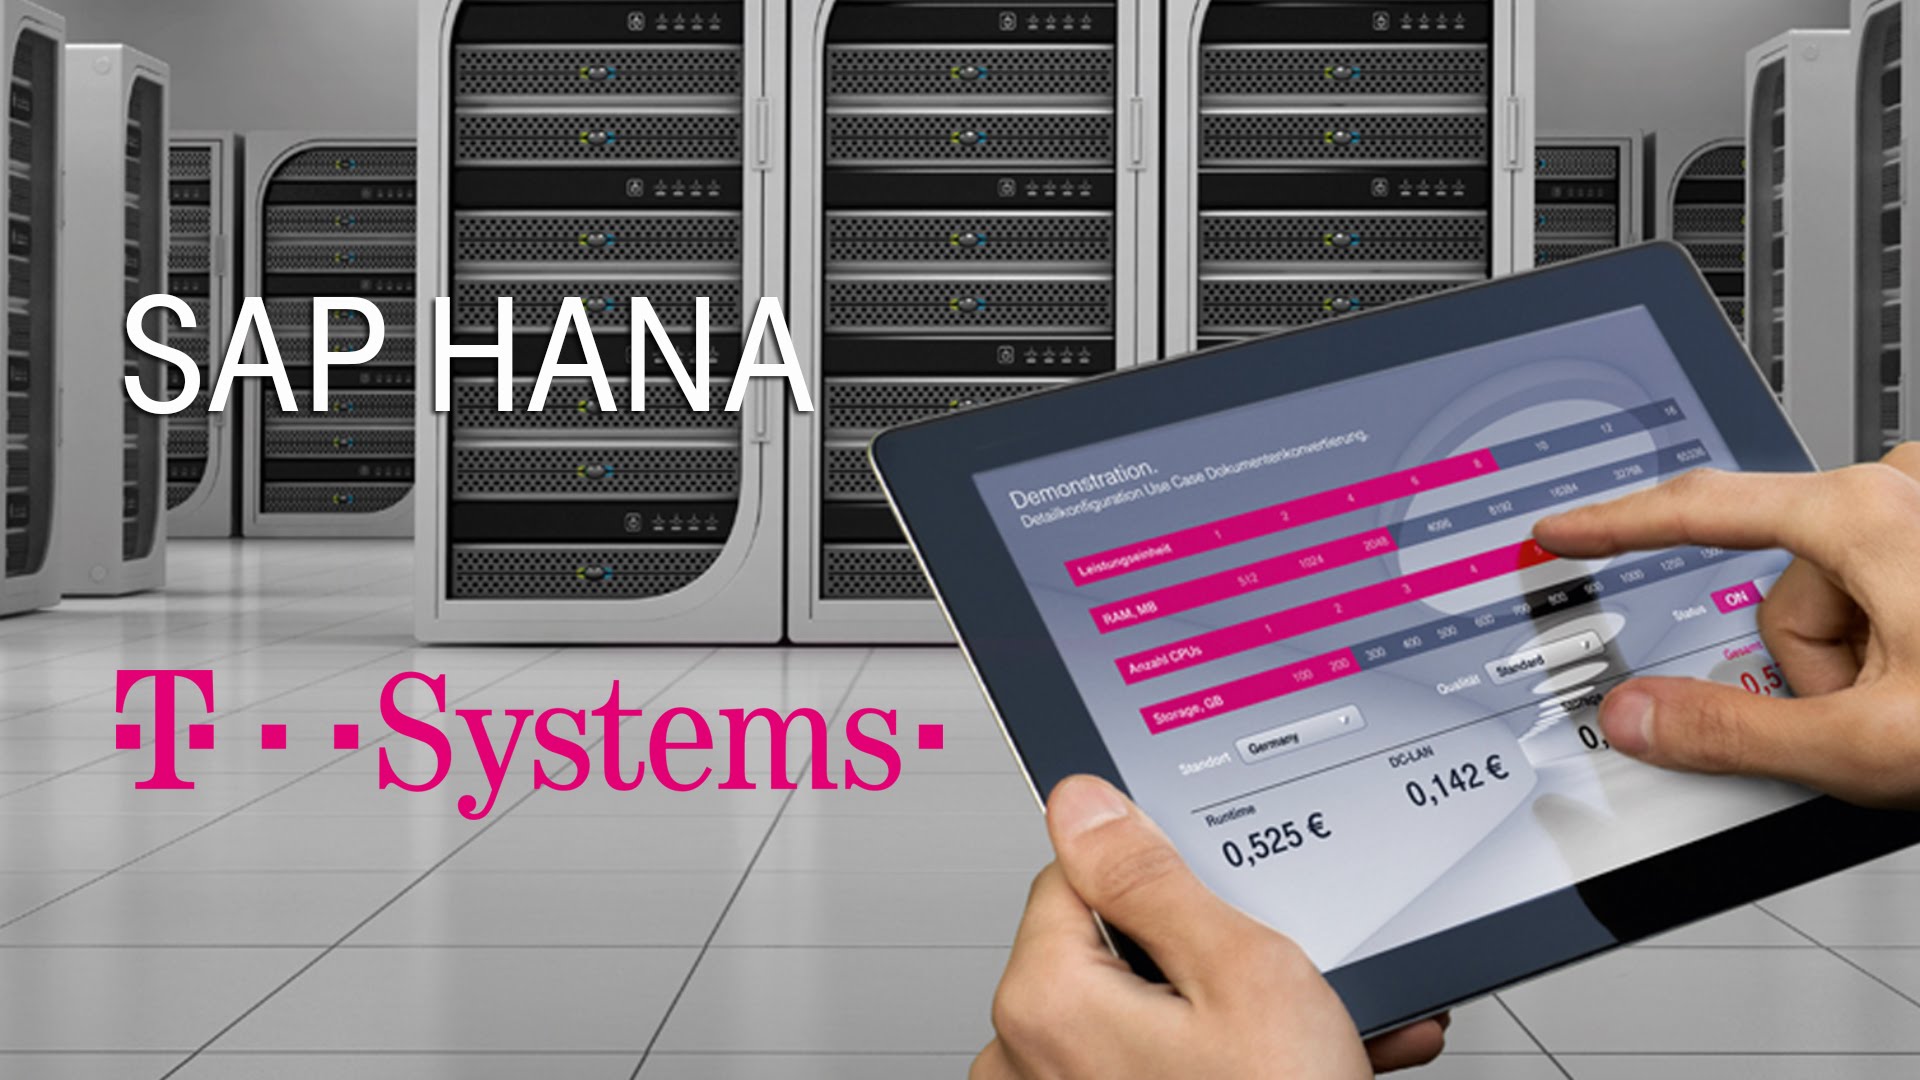 SAP HANA
T · · Systems ·
Demonstration.
Detailkonfiguration Use Case Dokumentenkonvertierung.
Leistungseinheit 1 2 4 6 8 10 12 16
RAM, MB 512 1024 2048 4096 8192 16384 32768 65336
Anzahl CPUs 1 2 3 4 5
Storage, GB 100 200 300 400 500 600 700 800 900 1000 1250 1500
Standort Germany Qualität Standard Status ON
Runtime DC-LAN Storage Gesamt
0,525 € 0,142 € 0, 0,5